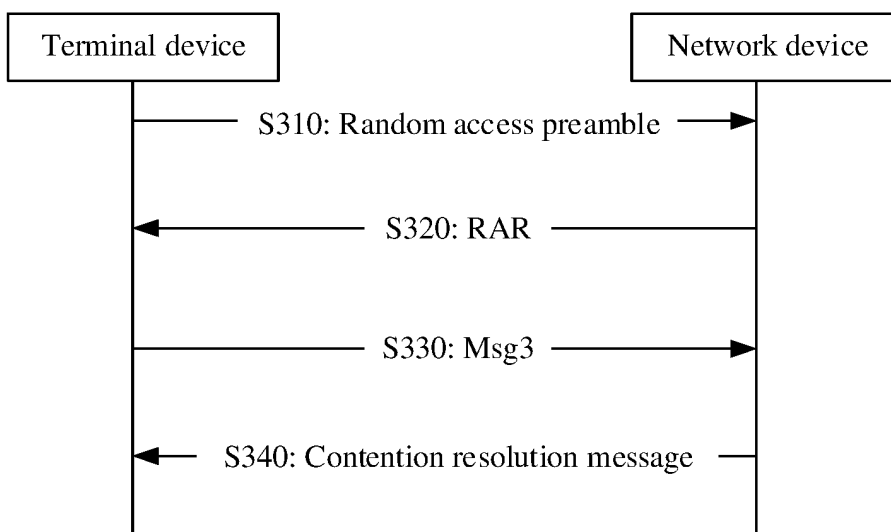 Terminal device
Network device
S310: Random access preamble
S320: RAR
S330: Msg3
S340: Contention resolution message